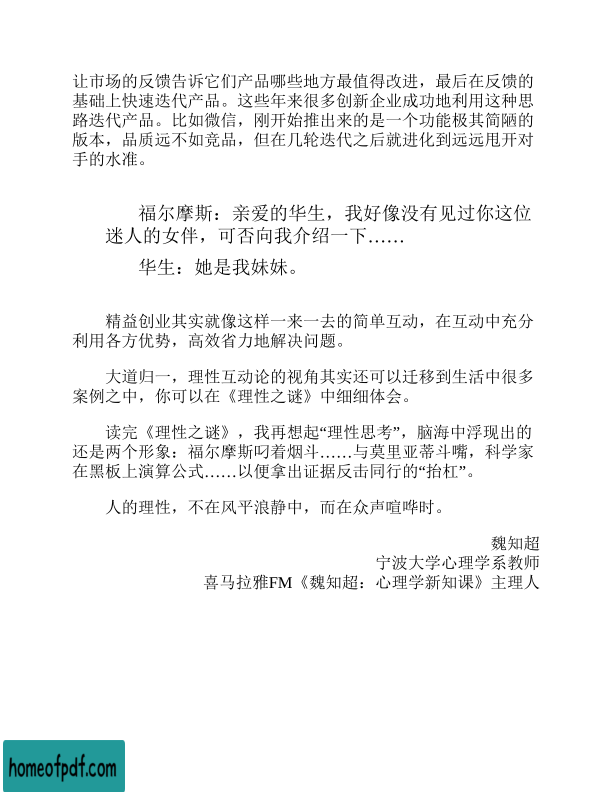 让市场的反馈告诉它们产品哪些地方最值得改进，最后在反馈的
基础上快速迭代产品。这些年来很多创新企业成功地利用这种思
路迭代产品。比如微信，刚开始推出来的是一个功能极其简陋的
版本，品质远不如竞品，但在几轮迭代之后就进化到远远甩开对
手的水准。
福尔摩斯：亲爱的华生，我好像没有见过你这位
迷人的女伴，可否向我介绍一下……
华生：她是我妹妹。
精益创业其实就像这样一来一去的简单互动，在互动中充分
利用各方优势，高效省力地解决问题。
大道归一，理性互动论的视角其实还可以迁移到生活中很多
案例之中，你可以在《理性之谜》中细细体会。
读完《理性之谜》，我再想起“理性思考”，脑海中浮现出的
还是两个形象：福尔摩斯叼着烟斗……与莫里亚蒂斗嘴，科学家
在黑板上演算公式……以便拿出证据反击同行的“抬杠”。
人的理性，不在风平浪静中，而在众声喧哗时。
魏知超
宁波大学心理学系教师
喜马拉雅FM《魏知超：心理学新知课》主理人
homeofpdf.com